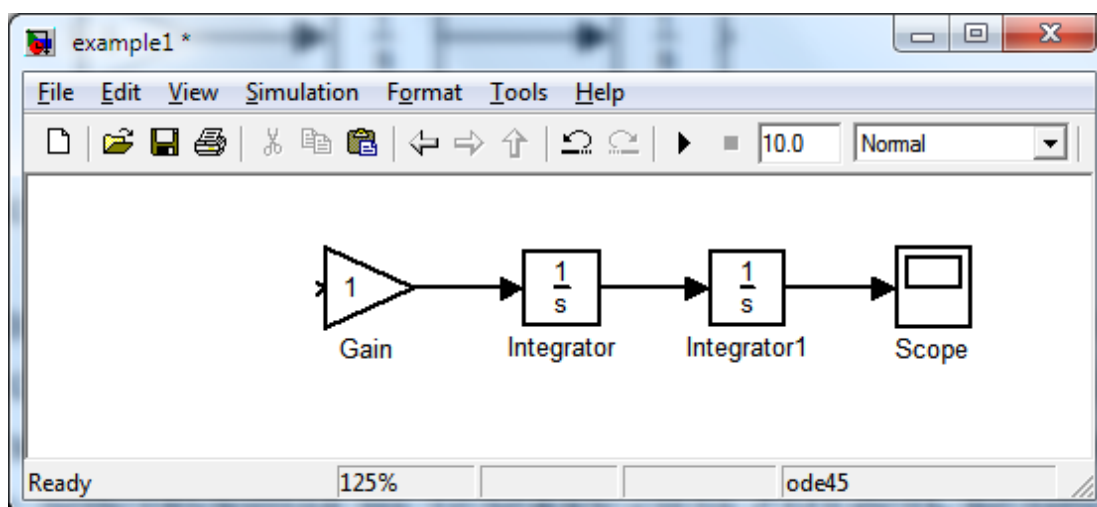 example1 *
File Edit View Simulation Format Tools Help
10.0 Normal
1
1
s
1
s
Gain Integrator Integrator1 Scope
Ready 125% ode45